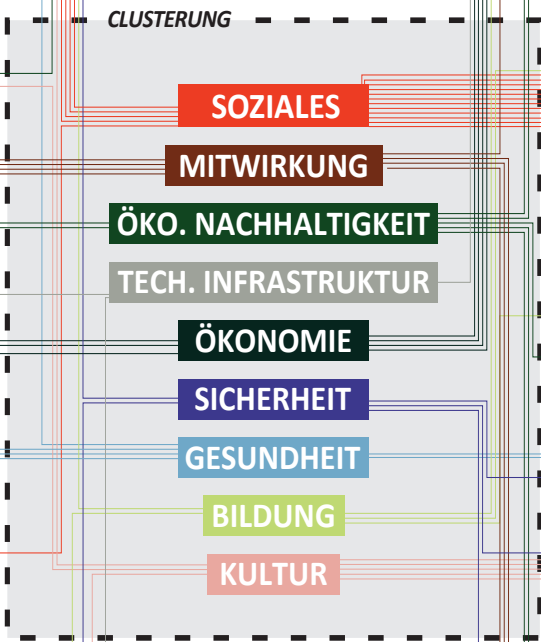 CLUSTERUNG
SOZIALES
MITWIRKUNG
ÖKO. NACHHALTIGKEIT
TECH. INFRASTRUKTUR
ÖKONOMIE
SICHERHEIT
GESUNDHEIT
BILDUNG
KULTUR